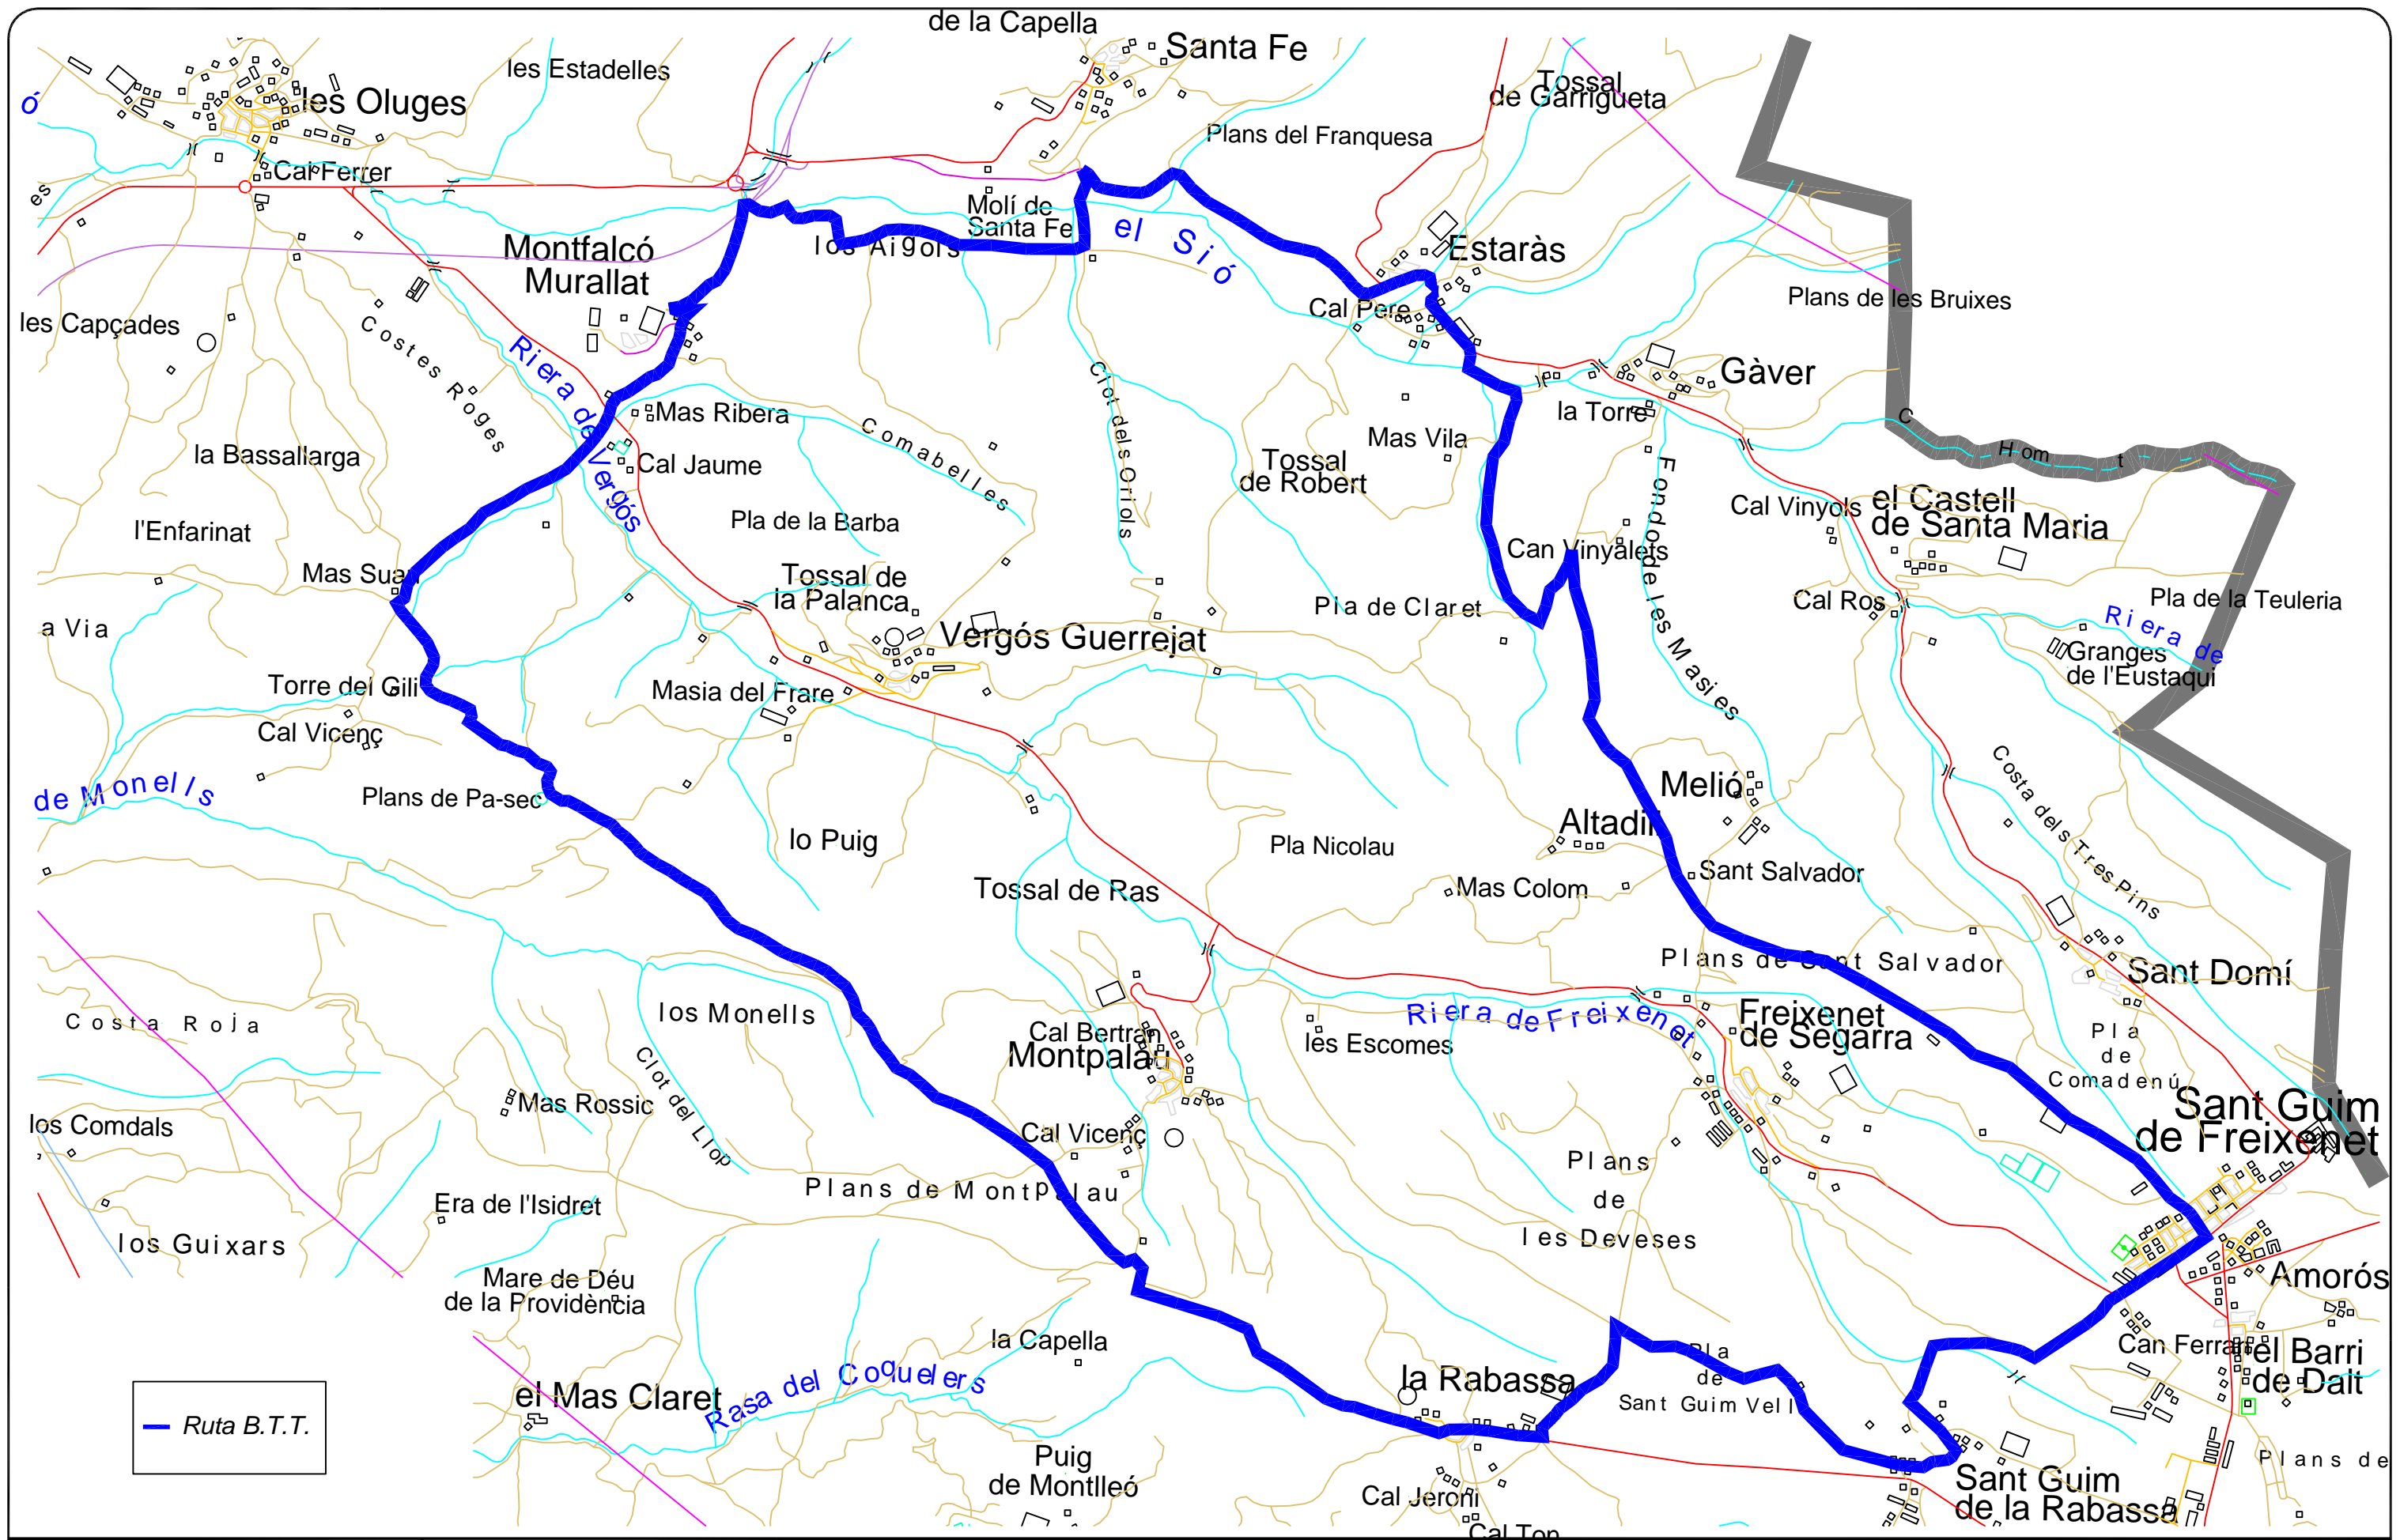 de la Capella
Santa Fe
les Estadelles
les Oluges
ó
Tossal
de Garrigueta
Plans del Franquesa
Cal Ferrer
es
Molí de
Santa Fe
el Sió
Montfalcó
Murallat
los Aigols
Estaràs
Cal Pere
Plans de les Bruixes
les Capçades
Costes Roges
Riera de Vergós
Clot dels Oriols
Gàver
la Torre
Mas Ribera
Comabelles
C
Hom
t
Mas Vila
la Bassallarga
Cal Jaume
Tossal
de Robert
Fondo de les Masies
Cal Vinyols
el Castell
de Santa Maria
l'Enfarinat
Pla de la Barba
Can Vinyalets
Mas Suau
Tossal de
la Palanca
Pla de Claret
Cal Ros
Pla de la Teuleria
a Via
Vergós Guerrejat
Riera de
Granges
de l'Eustaqui
Torre del Gili
Masia del Frare
Cal Vicenç
Costa dels Tres Pins
de Monells
Plans de Pa-sec
Melió
Altadill
lo Puig
Pla Nicolau
Tossal de Ras
Mas Colom
Sant Salvador
Plans de Sant Salvador
Sant Domí
Costa Roja
los Monells
Riera de Freixenet
Freixenet
de Segarra
Cal Bertran
Montpalau
les Escomes
Pla
de
Comadenú
Clot del Llop
Mas Rossic
Sant Guim
de Freixenet
los Comdals
Cal Vicenç
Plans
de
les Deveses
Plans de Montpalau
Era de l'Isidret
los Guixars
Mare de Déu
de la Providència
Amorós
la Capella
Can Ferran
el Barri
de Dalt
Pla
de
Sant Guim Vell
el Mas Claret
Rasa del Coquelers
la Rabassa
Ruta B.T.T.
Puig
de Montlleó
Cal Jeroni
Sant Guim
de la Rabassa
Plans de
Cal Ton